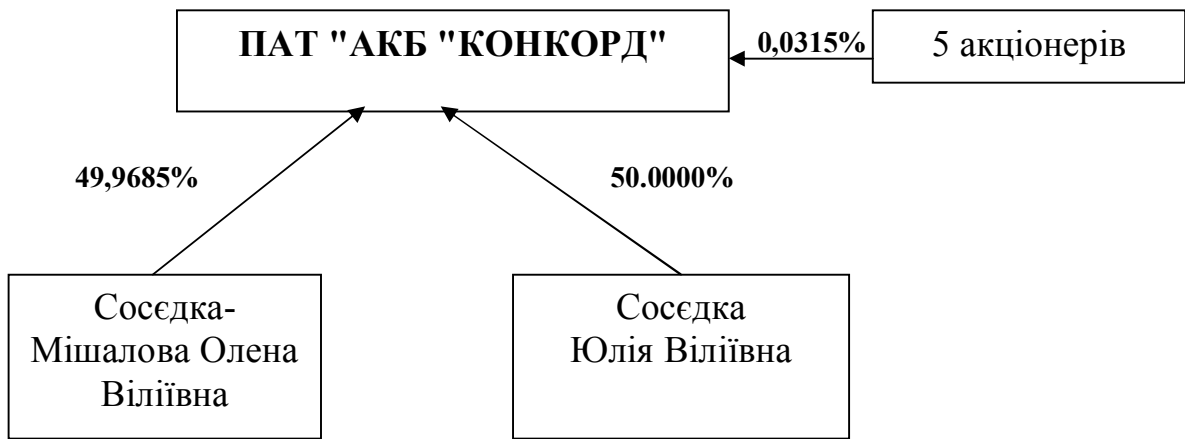 ПАТ "АКБ "КОНКОРД"
0,0315%
5 акціонерів
49,9685%
50.0000%
Сосєдка-
Мішалова Олена
Віліївна
Сосєдка
Юлія Віліївна